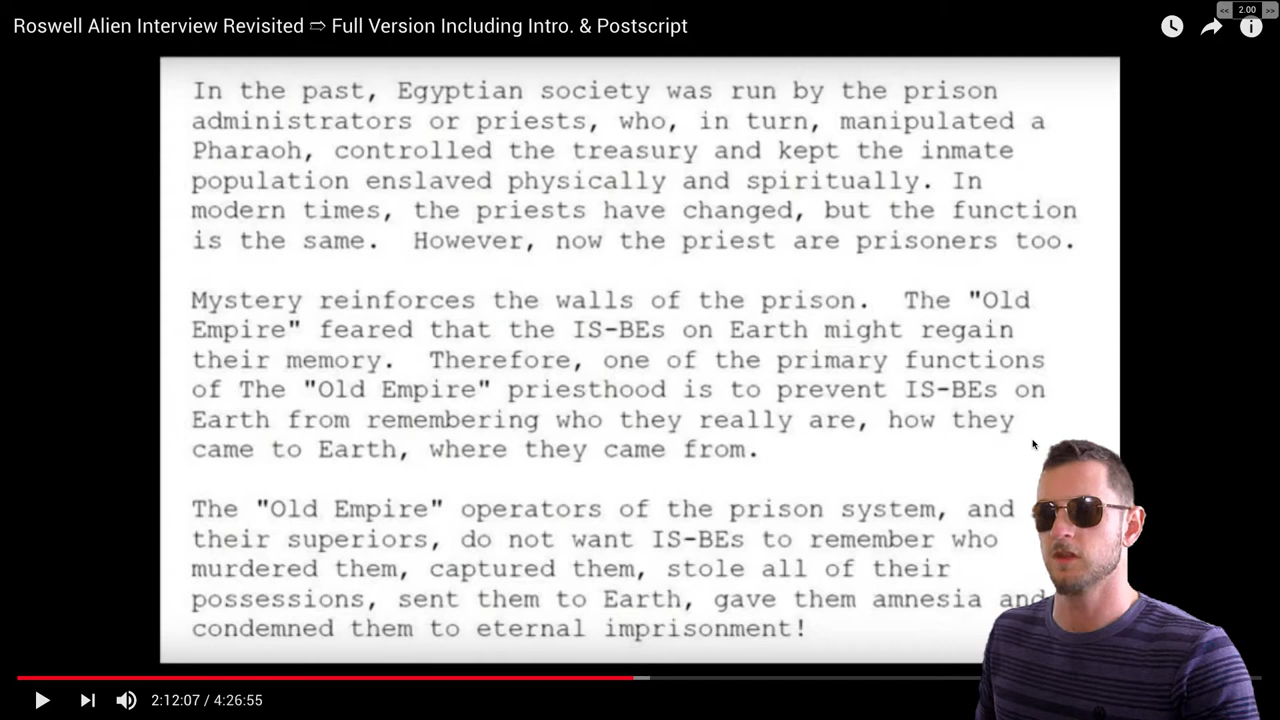 Roswell Alien Interview Revisited ⇨ Full Version Including Intro. & Postscript
<< 2.00 >>
In the past, Egyptian society was run by the prison
administrators or priests, who, in turn, manipulated a
Pharaoh, controlled the treasury and kept the inmate
population enslaved physically and spiritually. In
modern times, the priests have changed, but the function
is the same. However, now the priest are prisoners too.
Mystery reinforces the walls of the prison. The "Old
Empire" feared that the IS-BEs on Earth might regain
their memory. Therefore, one of the primary functions
of The "Old Empire" priesthood is to prevent IS-BEs on
Earth from remembering who they really are, how they
came to Earth, where they came from.
The "Old Empire" operators of the prison system, and
their superiors, do not want IS-BEs to remember who
murdered them, captured them, stole all of their
possessions, sent them to Earth, gave them amnesia and
condemned them to eternal imprisonment!
2:12:07 / 4:26:55